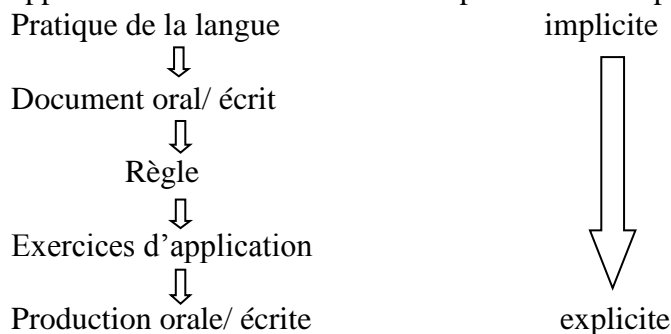 Pratique de la langue implicite
Document oral/ écrit
Règle
Exercices d'application
Production orale/ écrite explicite